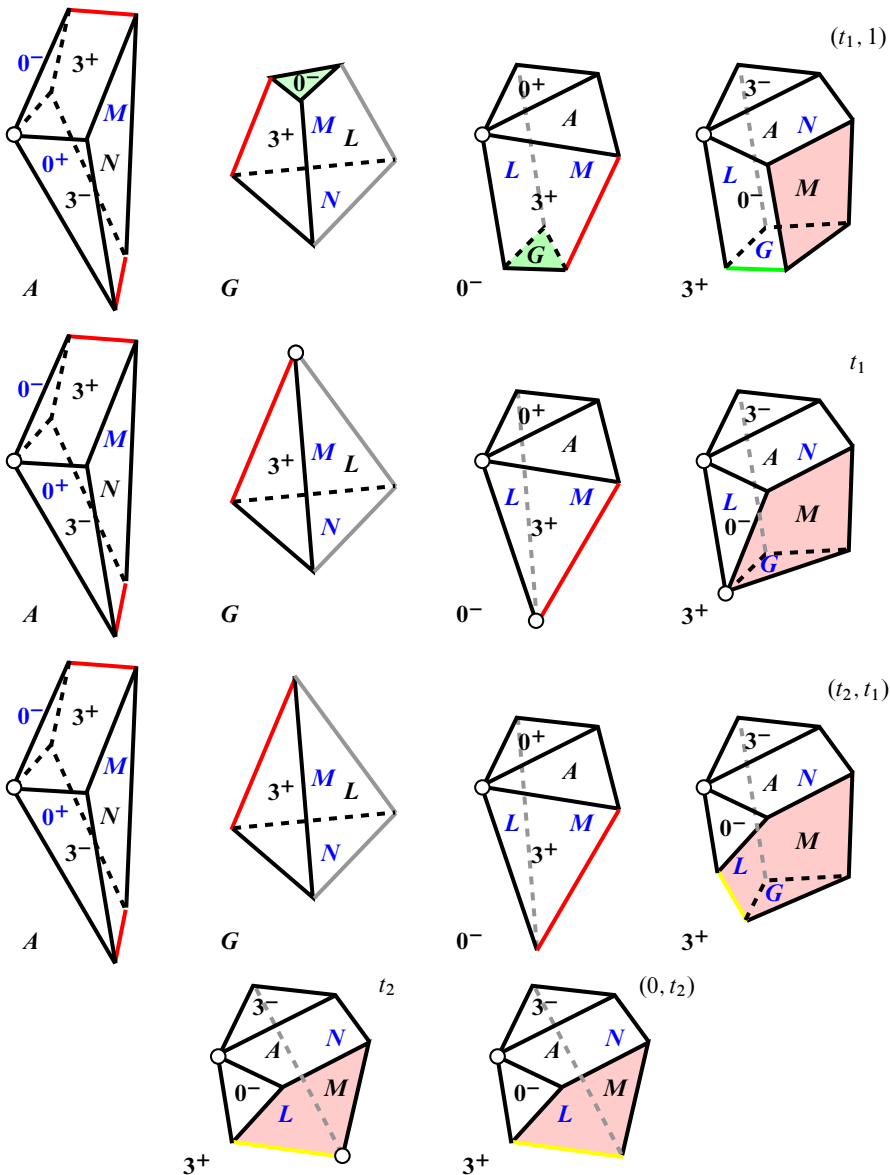 (t₁, 1)
0⁻ 3⁺ M 0⁺ N 3⁻ A
0⁻ 3⁺ M L N G
0⁺ A L M 3⁺ G 0⁻
3⁻ A N L M 0⁻ G 3⁺
t₁
0⁻ 3⁺ M 0⁺ N 3⁻ A
3⁺ M L N G
0⁺ A L M 3⁺ 0⁻
3⁻ A N L M 0⁻ G 3⁺
(t₂, t₁)
0⁻ 3⁺ M 0⁺ N 3⁻ A
3⁺ M L N G
0⁺ A L M 3⁺ 0⁻
3⁻ A N 0⁻ M L G 3⁺
t₂
3⁻ N A 0⁻ M L 3⁺
(0, t₂)
3⁻ N A 0⁻ M L 3⁺